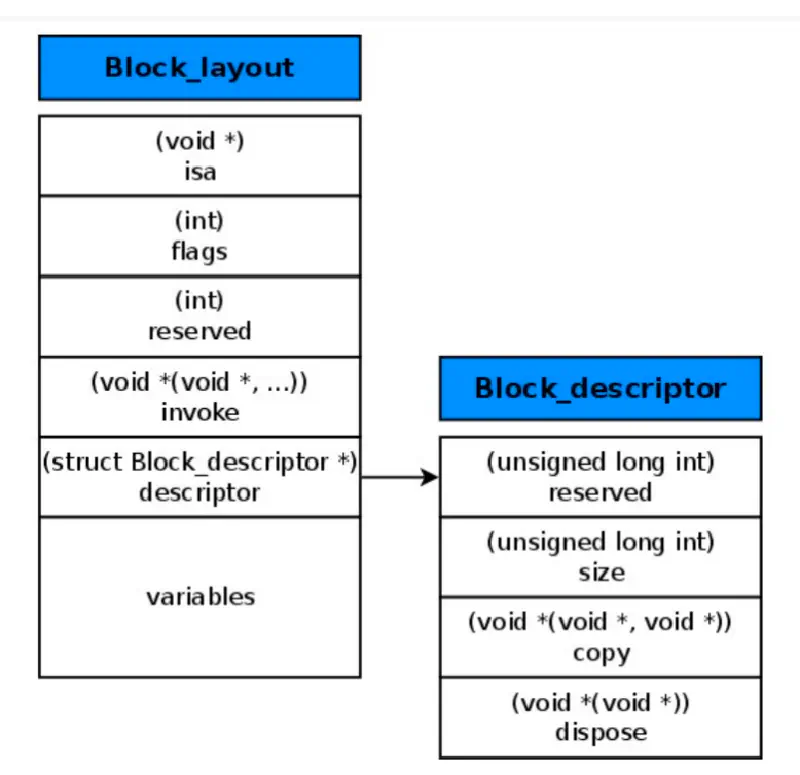 Block_layout
(void *)
isa
(int)
flags
(int)
reserved
(void *(void *, ...))
invoke
(struct Block_descriptor *)
descriptor
variables
Block_descriptor
(unsigned long int)
reserved
(unsigned long int)
size
(void *(void *, void *))
copy
(void *(void *))
dispose